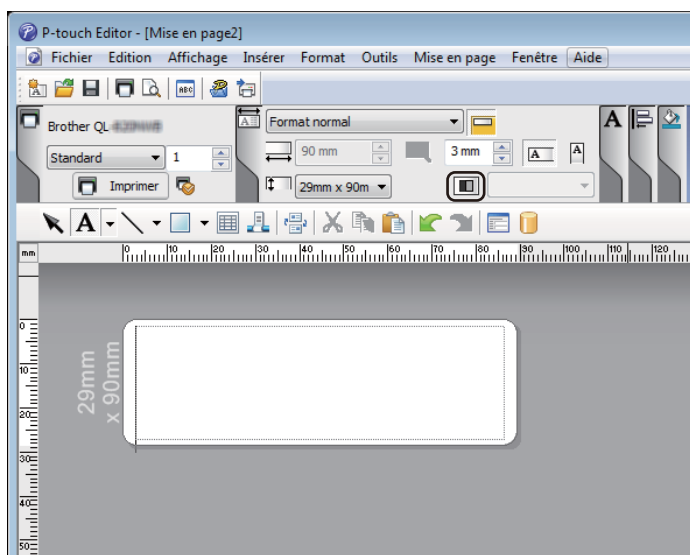 P-touch Editor - [Mise en page2]
Fichier Edition Affichage Insérer Format Outils Mise en page Fenêtre Aide
ABC
Brother QL
A
Format normal
A
Standard
1
90 mm
3 mm
A
A
Imprimer
29mm x 90m
A
mm
0 10 20 30 40 50 60 70 80 90 100 110 120
0
10
20
30
40
50
29mm
x 90mm